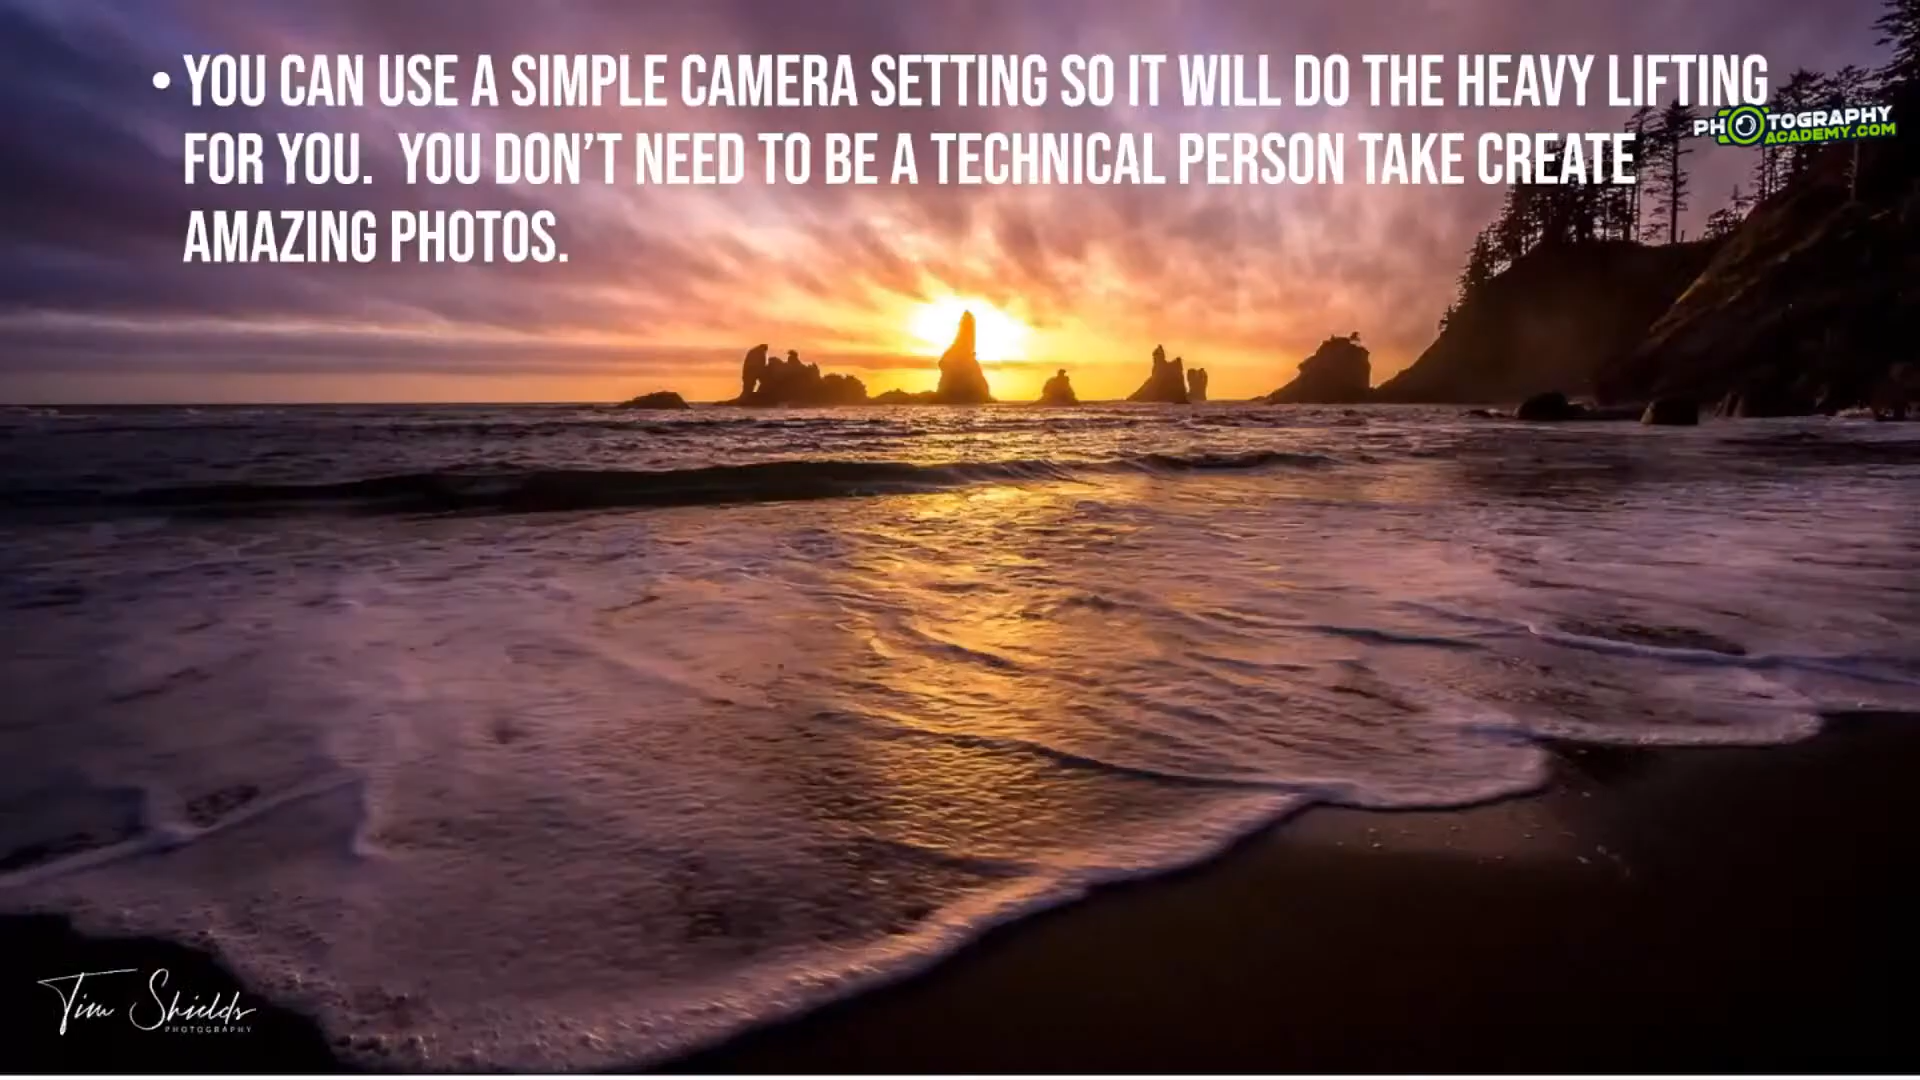 • YOU CAN USE A SIMPLE CAMERA SETTING SO IT WILL DO THE HEAVY LIFTING
FOR YOU. YOU DON'T NEED TO BE A TECHNICAL PERSON TAKE CREATE
AMAZING PHOTOS.
PHOTOGRAPHY
ACADEMY.COM
Tim Shields
PHOTOGRAPHY